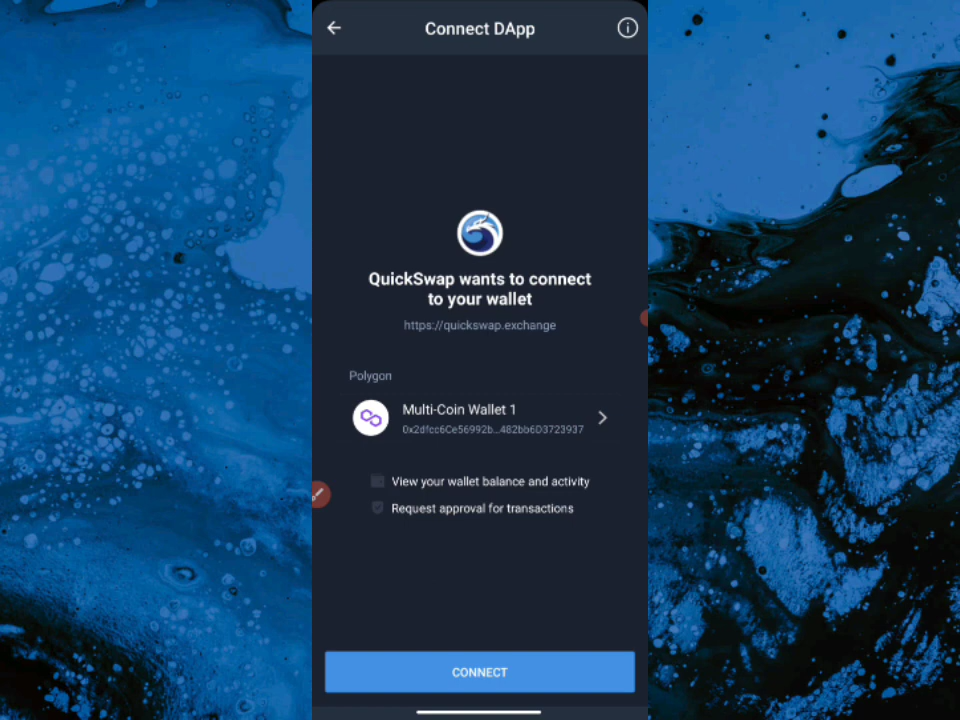 Connect DApp
QuickSwap wants to connect
to your wallet
https://quickswap.exchange
Polygon
Multi-Coin Wallet 1
0x2dfcc6Ce56992b...482bb6D3723937
View your wallet balance and activity
Request approval for transactions
CONNECT